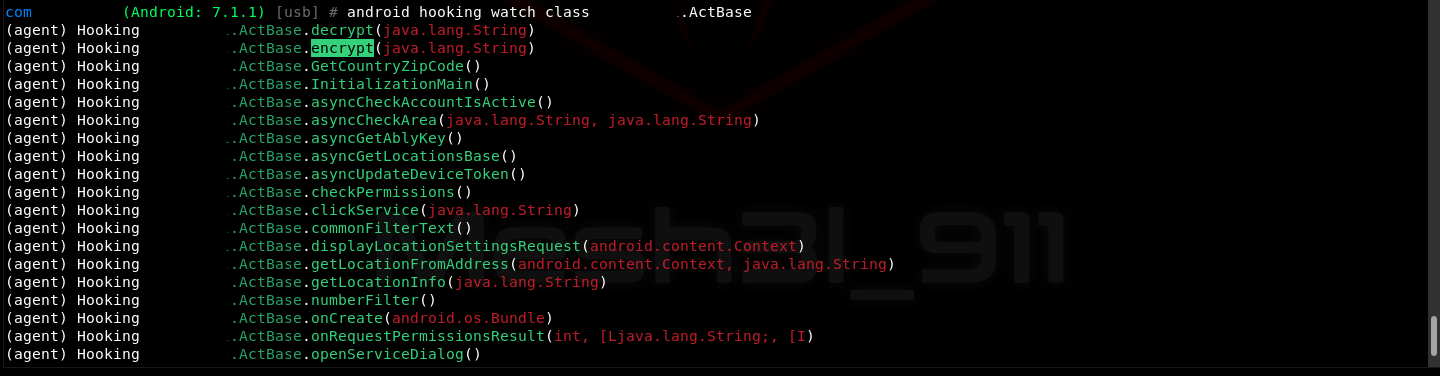 com (Android: 7.1.1) [usb] # android hooking watch class .ActBase
(agent) Hooking .ActBase.decrypt(java.lang.String)
(agent) Hooking .ActBase.encrypt(java.lang.String)
(agent) Hooking .ActBase.GetCountryZipCode()
(agent) Hooking .ActBase.InitializationMain()
(agent) Hooking .ActBase.asyncCheckAccountIsActive()
(agent) Hooking .ActBase.asyncCheckArea(java.lang.String, java.lang.String)
(agent) Hooking .ActBase.asyncGetAblyKey()
(agent) Hooking .ActBase.asyncGetLocationsBase()
(agent) Hooking .ActBase.asyncUpdateDeviceToken()
(agent) Hooking .ActBase.checkPermissions()
(agent) Hooking .ActBase.clickService(java.lang.String)
(agent) Hooking .ActBase.commonFilterText()
(agent) Hooking .ActBase.displayLocationSettingsRequest(android.content.Context)
(agent) Hooking .ActBase.getLocationFromAddress(android.content.Context, java.lang.String)
(agent) Hooking .ActBase.getLocationInfo(java.lang.String)
(agent) Hooking .ActBase.numberFilter()
(agent) Hooking .ActBase.onCreate(android.os.Bundle)
(agent) Hooking .ActBase.onRequestPermissionsResult(int, [Ljava.lang.String;, [I)
(agent) Hooking .ActBase.openServiceDialog()